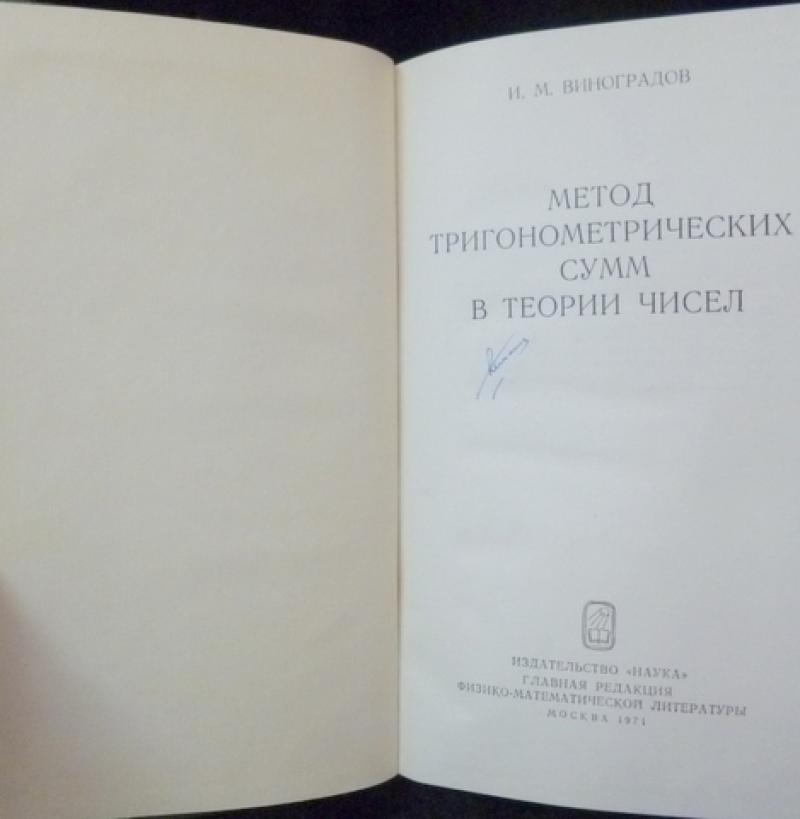 И. М. ВИНОГРАДОВ
МЕТОД
ТРИГОНОМЕТРИЧЕСКИХ
СУММ
В ТЕОРИИ ЧИСЕЛ
ИЗДАТЕЛЬСТВО «НАУКА»
ГЛАВНАЯ РЕДАКЦИЯ
ФИЗИКО-МАТЕМАТИЧЕСКОЙ ЛИТЕРАТУРЫ
МОСКВА 1971